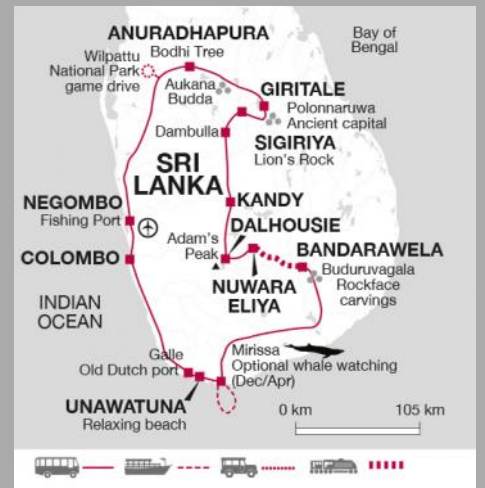 ANURADHAPURA
Bodhi Tree
Bay of
Bengal
Wilpattu
National Park
game drive
Aukana
Budda
GIRITALE
Polonnaruwa
Ancient capital
Dambulla
SIGIRIYA
Lion's Rock
SRI
LANKA
NEGOMBO
Fishing Port
KANDY
DALHOUSIE
Adam's
Peak
COLOMBO
BANDARAWELA
Buduruvagala
Rockface
carvings
NUWARA
ELIYA
INDIAN
OCEAN
Galle
Old Dutch port
Mirissa
Optional whale watching
(Dec/Apr)
UNAWATUNA
Relaxing beach
0 km
105 km